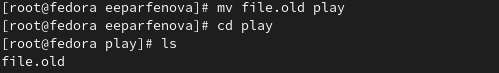 [root@fedora eeparfenova]# mv file.old play
[root@fedora eeparfenova]# cd play
[root@fedora play]# ls
file.old